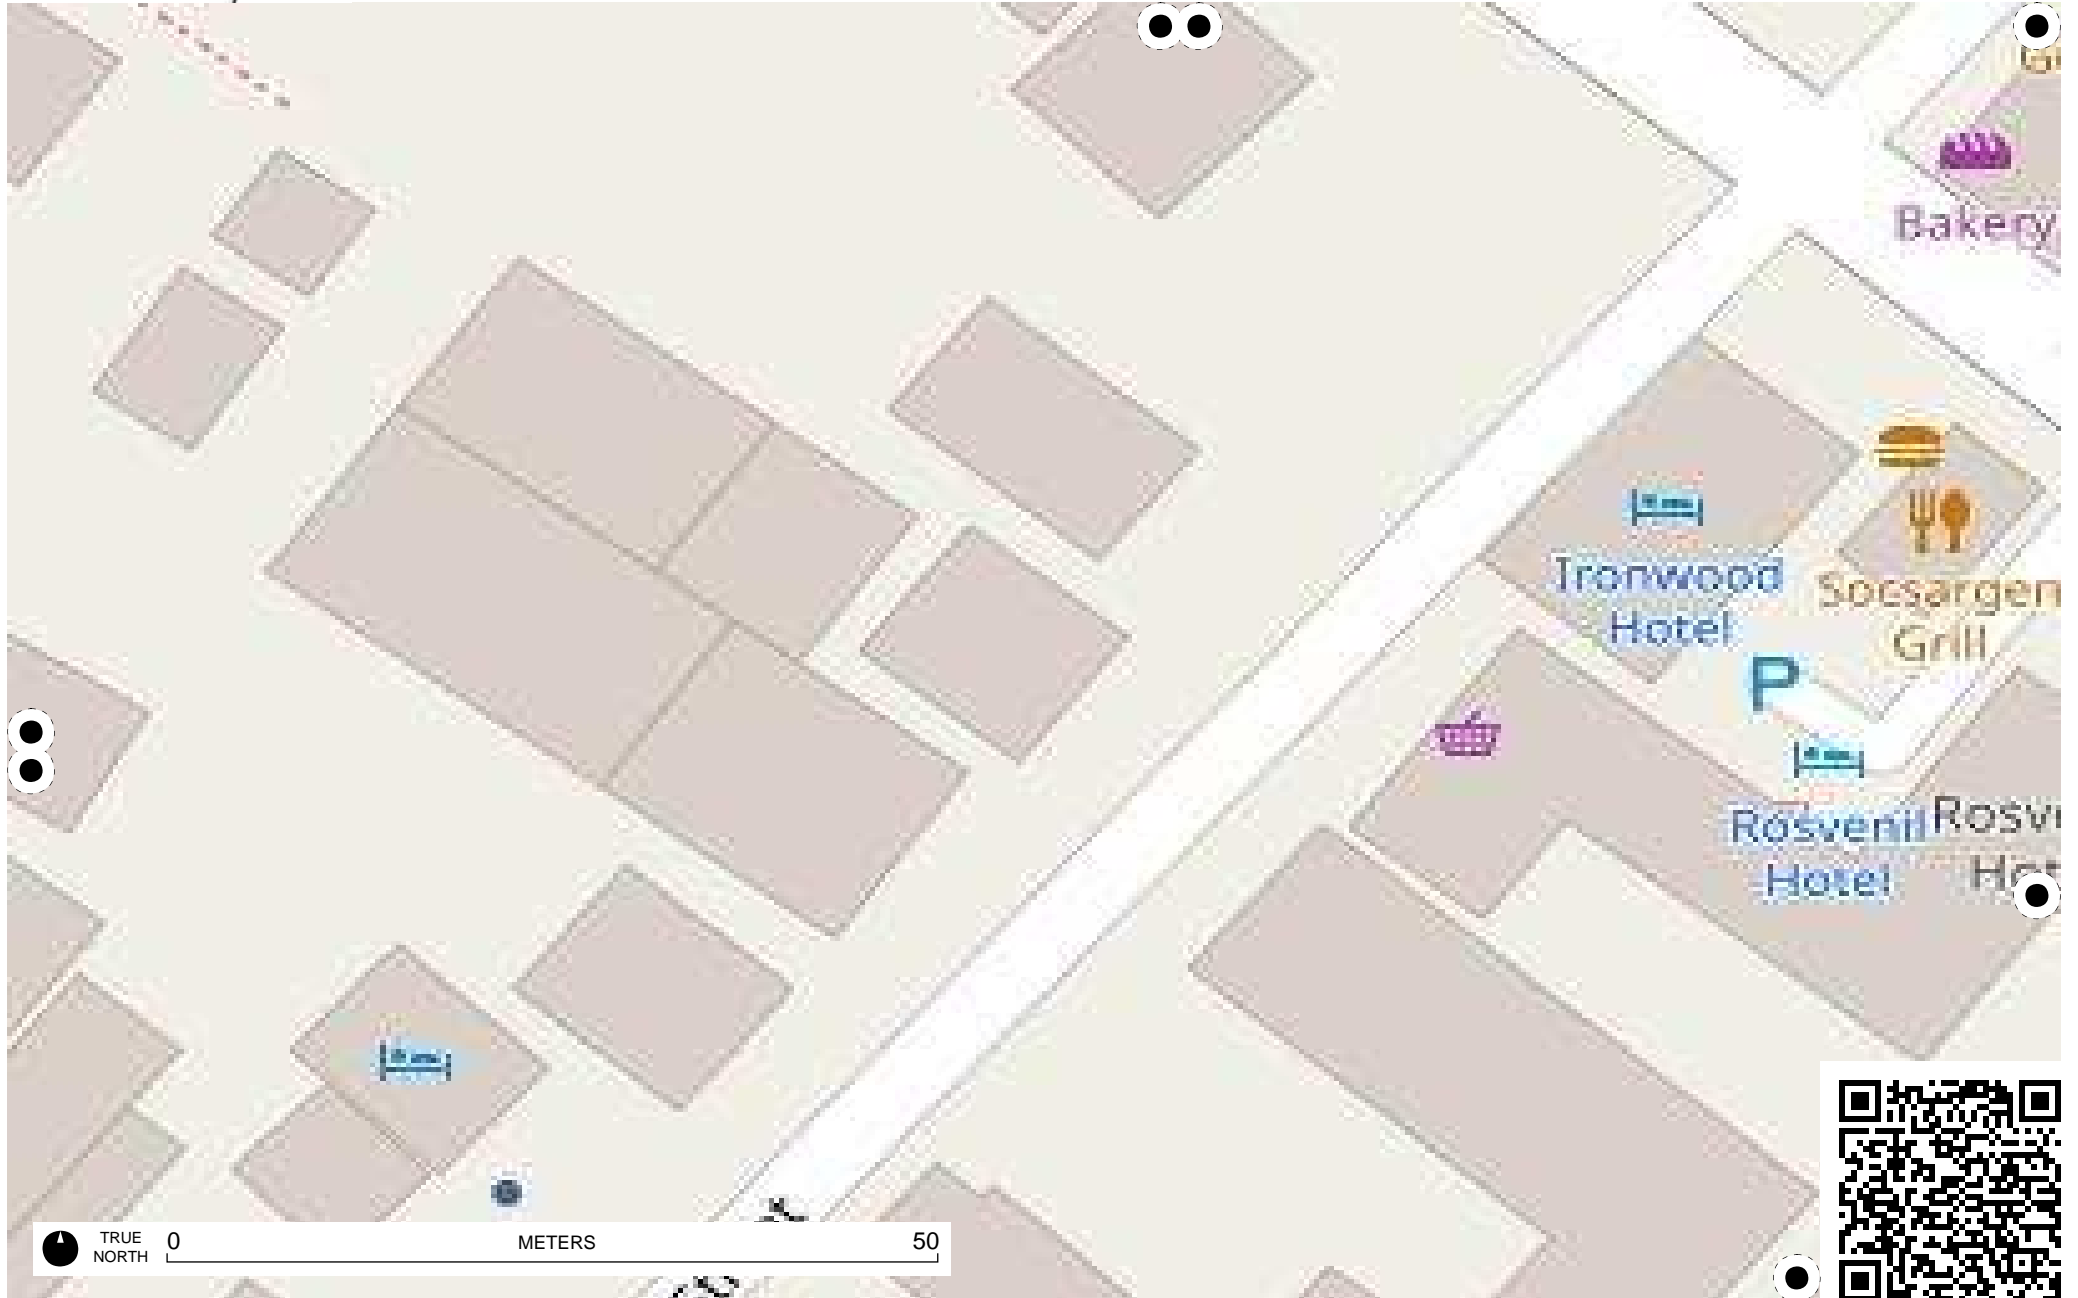 Bakery
Ironwood
Hotel
Socsargen
Grill
P
Rosvenil
Hotel
TRUE
NORTH
0
METERS
50